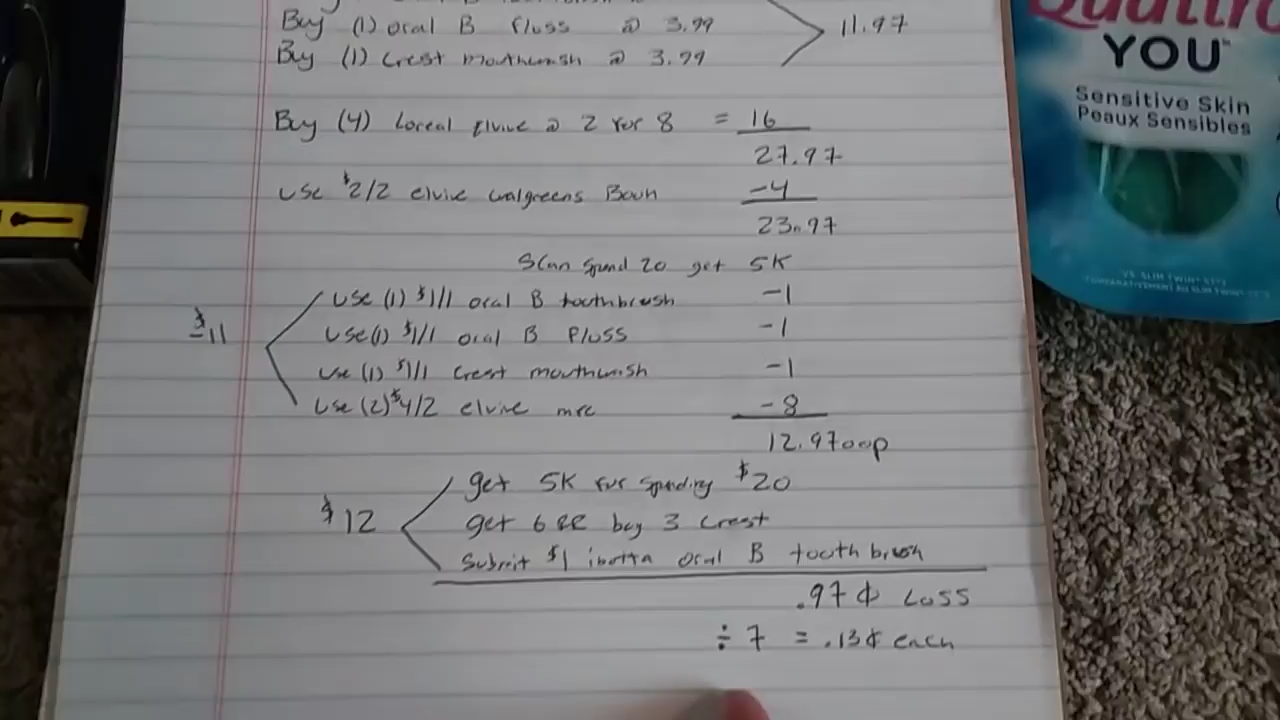 Buy (1) oral B Floss @ 3.99
Buy (1) Crest mouthwash @ 3.99
11.97
Buy (4) Loreal Elvive @ 2 for 8 = 16
27.97
use $2/2 elvive walgreens Boun -4
23.97
Scan Spend 20 get 5K
$-11
use (1) $1/1 oral B toothbrush -1
use (1) $1/1 oral B Floss -1
use (1) $1/1 Crest mouthwash -1
use (2) $4/2 elvive mfc -8
12.97 oop
$12
get 5K for spending $20
get 6 RR buy 3 Crest
Submit $1 ibotta oral B toothbrush
.97 ¢ Loss
÷ 7 = .13¢ each
Quattro
YOU™
Sensitive Skin
Peaux Sensibles